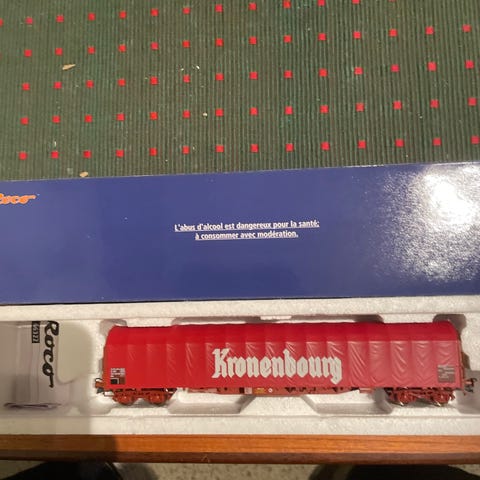 Roco
L'abus d'alcool est dangereux pour la santé;
à consommer avec modération.
Roco
Kronenbourg